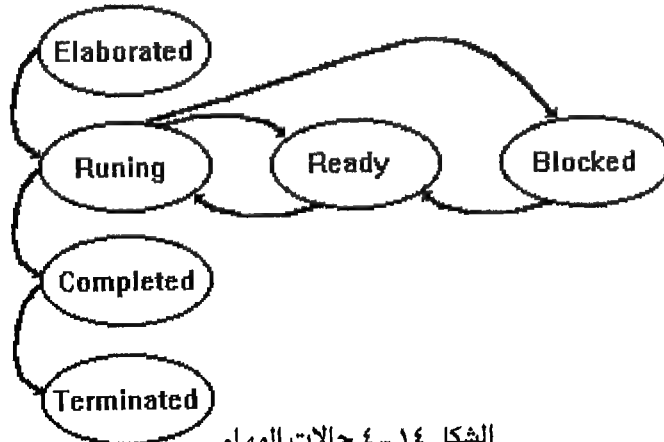 Elaborated
Runing
Ready
Blocked
Completed
Terminated
الشكل ١٤-٤ حالات المهام